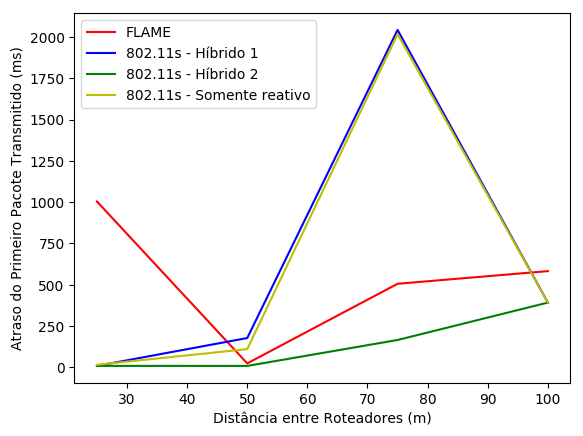 FLAME
802.11s - Híbrido 1
802.11s - Híbrido 2
802.11s - Somente reativo
Atraso do Primeiro Pacote Transmitido (ms)
2000
1750
1500
1250
1000
750
500
250
0
30 40 50 60 70 80 90 100
Distância entre Roteadores (m)